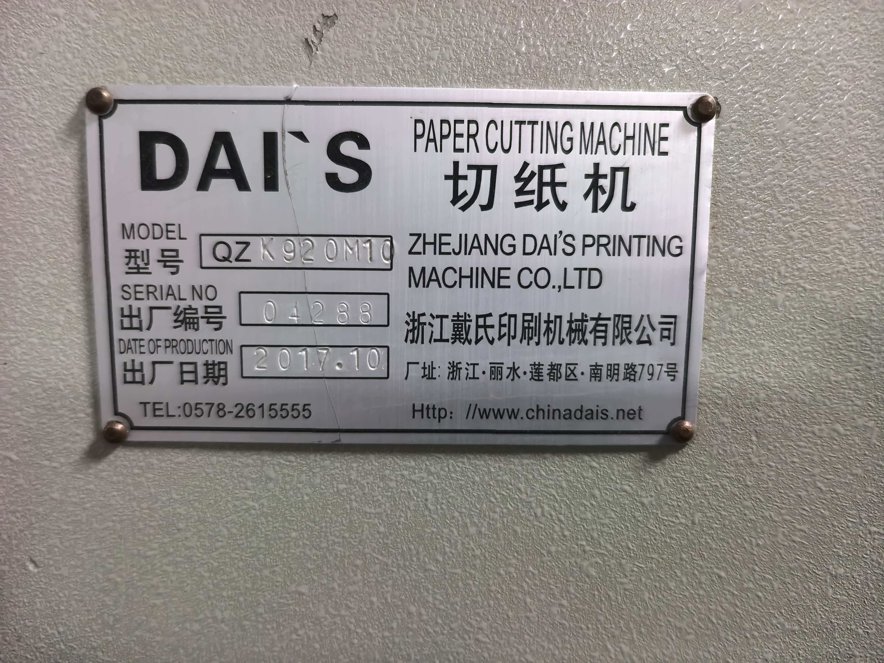 DAI`S
PAPER CUTTING MACHINE
切纸机
MODEL
型号 QZK920M10
SERIAL NO
出厂编号 04288
DATE OF PRODUCTION
出厂日期 2017.10
TEL:0578-2615555
ZHEJIANG DAI'S PRINTING
MACHINE CO.,LTD
浙江戴氏印刷机械有限公司
厂址: 浙江·丽水·莲都区·南明路797号
Http: //www.chinadais.net